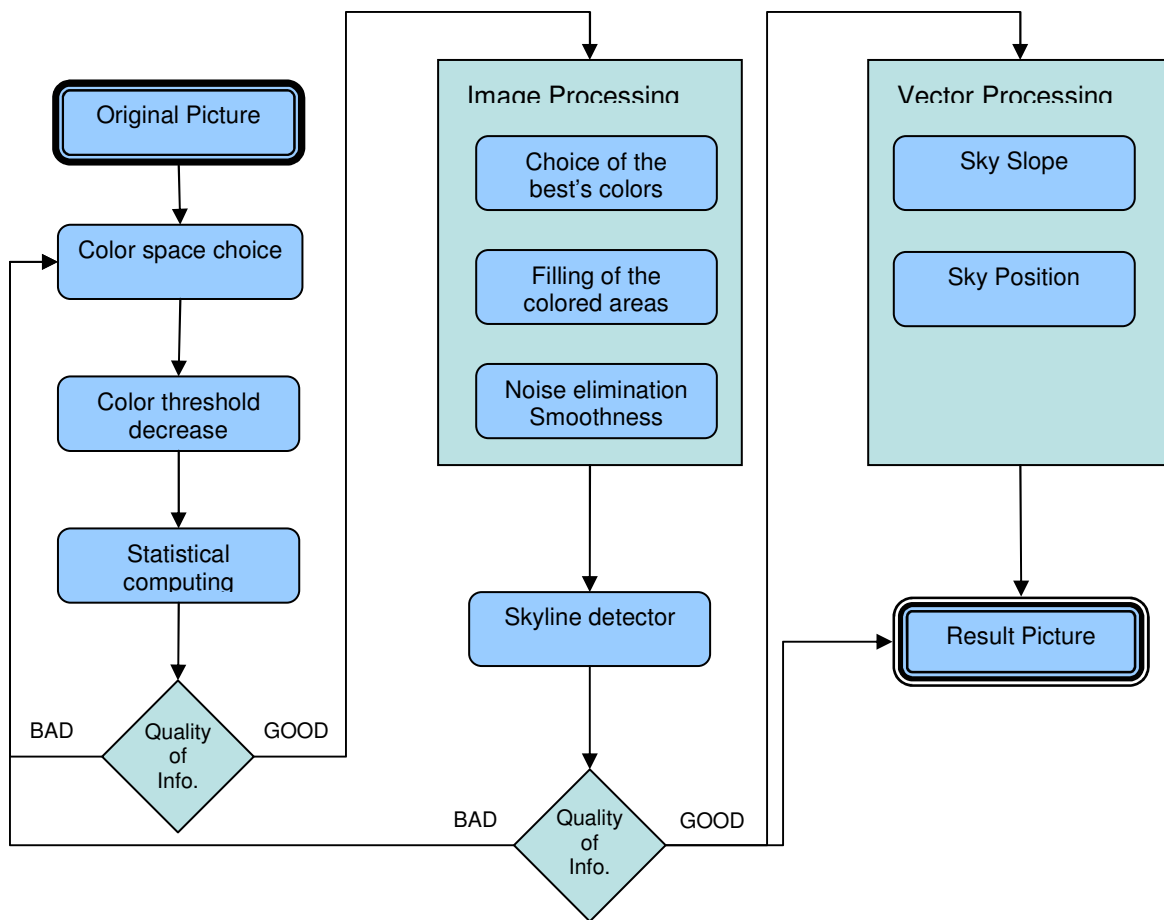 Original Picture
Color space choice
Color threshold
decrease
Statistical
computing
Quality
of
Info.
BAD
GOOD
Image Processing
Choice of the
best's colors
Filling of the
colored areas
Noise elimination
Smoothness
Skyline detector
Quality
of
Info.
BAD
GOOD
Vector Processing
Sky Slope
Sky Position
Result Picture